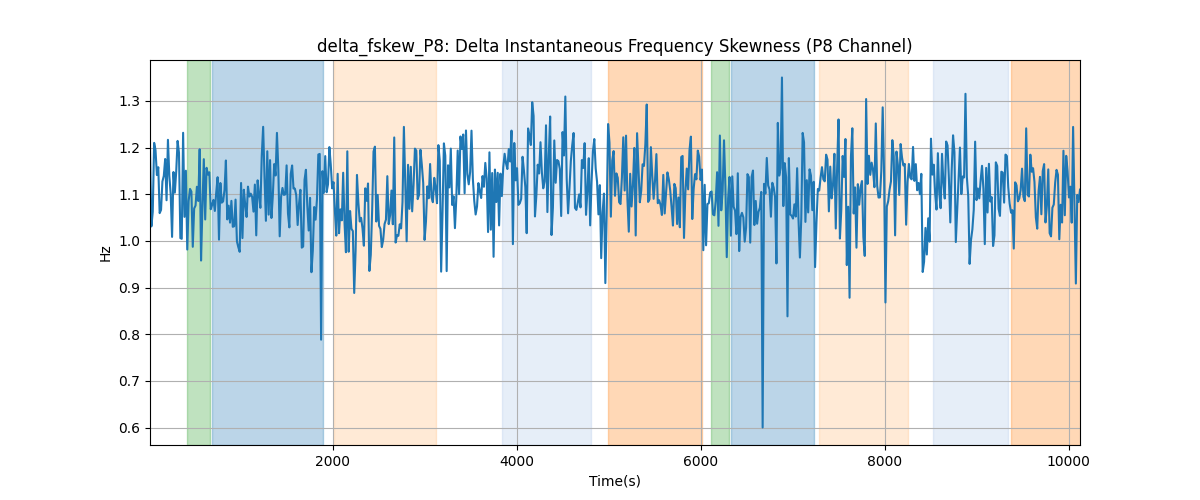 delta_fskew_P8: Delta Instantaneous Frequency Skewness (P8 Channel)
1.3
1.2
1.1
1.0
0.9
0.8
0.7
0.6
Hz
2000 4000 6000 8000 10000
Time(s)